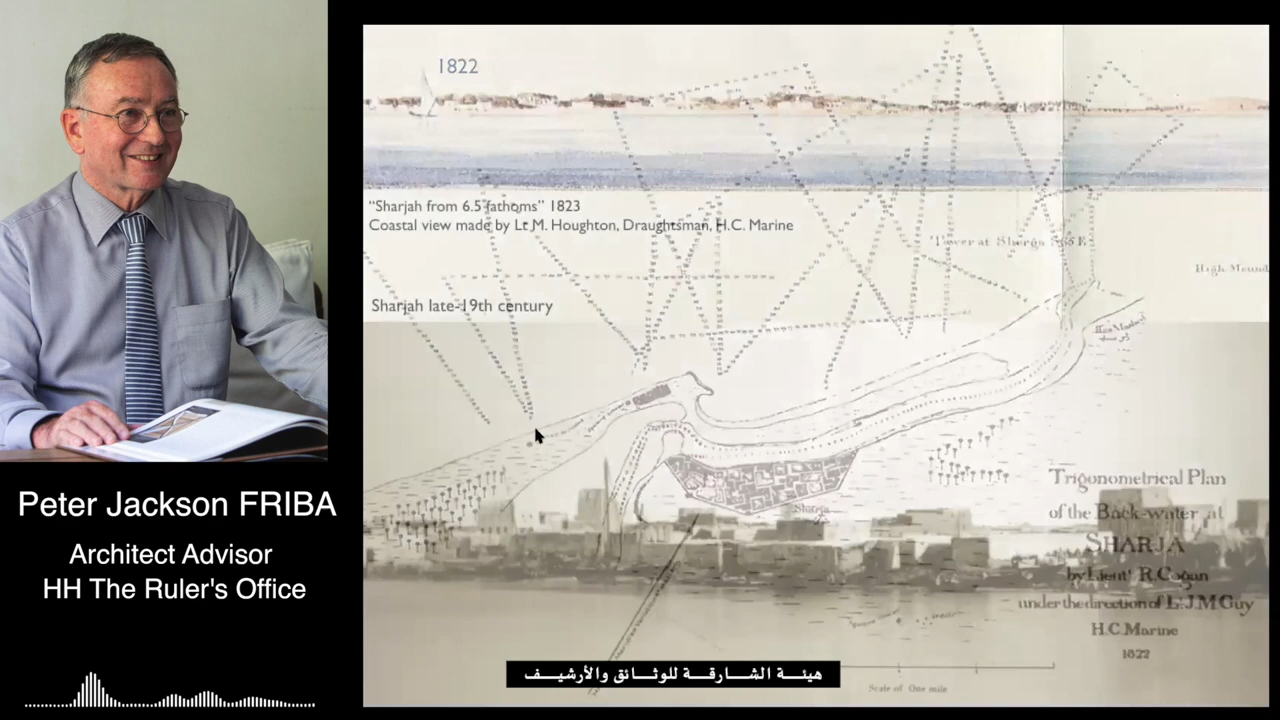 Peter Jackson FRIBA
Architect Advisor
HH The Ruler's Office
1822
"Sharjah from 6.5 fathoms" 1823
Coastal view made by Lt. M. Houghton, Draughtsman, H.C. Marine
Tower at Sharga
High Mound
Sharjah late-19th century
Sharja
Trigonometrical Plan
of the Back-water at
SHARJA
by Lieut. R. Cogan
under the direction of Lt. J.M. Guy
H.C. Marine
1822
Scale of One mile
هيئة الشارقة للوثائق والأرشيف